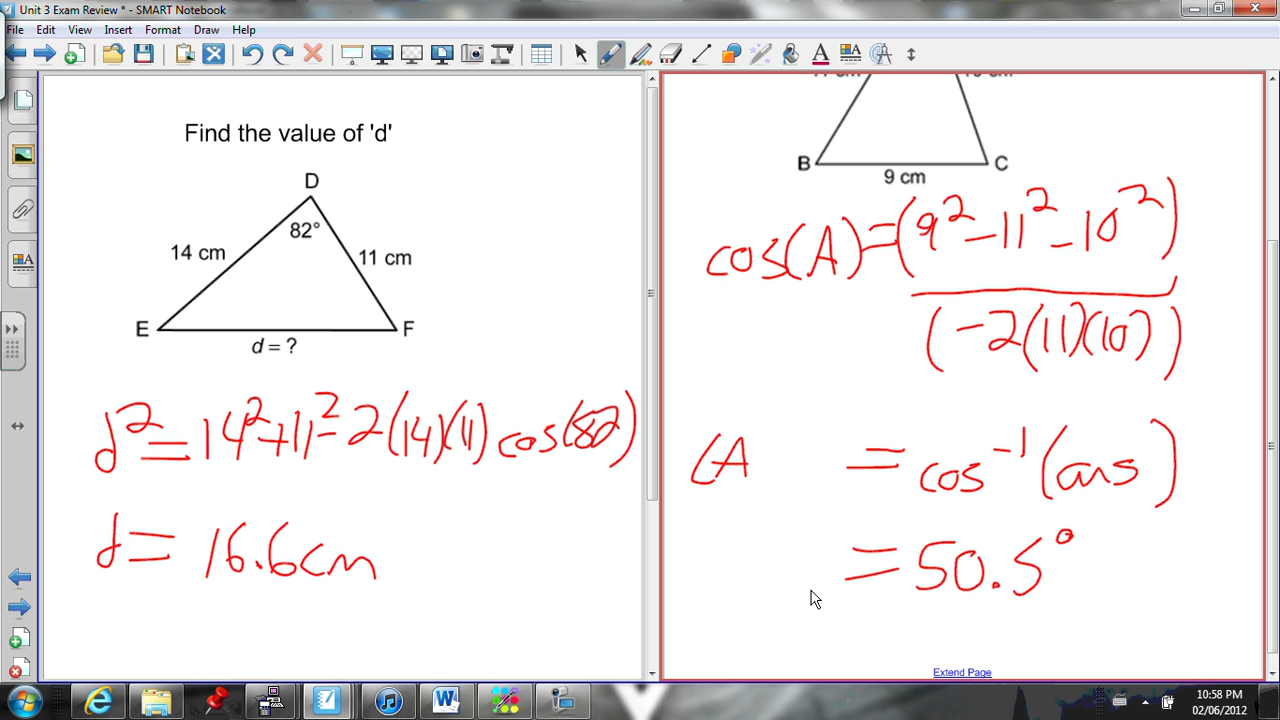 Unit 3 Exam Review * - SMART Notebook
File Edit View Insert Format Draw Help
Find the value of 'd'
D
82°
14 cm
11 cm
E
F
d = ?
d² = 14² + 11² - 2(14)(11) cos(82)
d = 16.6cm
B
C
9 cm
cos(A) = (9² - 11² - 10²)
(-2(11)(10))
∠A = cos⁻¹(ans)
= 50.5°
Extend Page
10:58 PM
02/06/2012